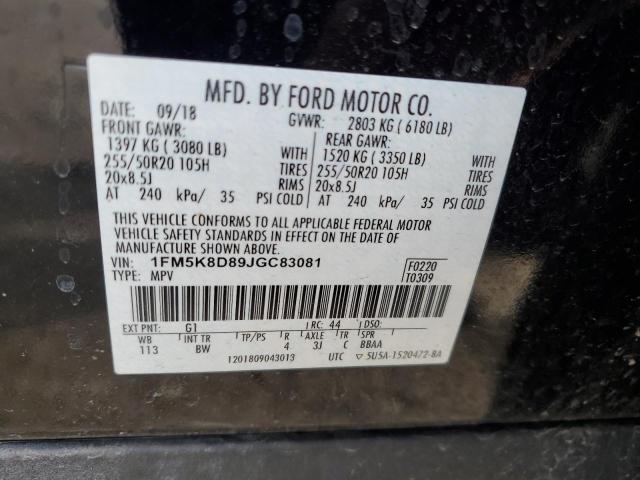 MFD. BY FORD MOTOR CO.
DATE: 09/18 GVWR: 2803 KG ( 6180 LB)
FRONT GAWR: REAR GAWR:
1397 KG ( 3080 LB) WITH 1520 KG ( 3350 LB) WITH
255/50R20 105H TIRES 255/50R20 105H TIRES
20x8.5J RIMS 20x8.5J RIMS
AT 240 kPa/ 35 PSI COLD AT 240 kPa/ 35 PSI COLD
THIS VEHICLE CONFORMS TO ALL APPLICABLE FEDERAL MOTOR
VEHICLE SAFETY STANDARDS IN EFFECT ON THE DATE OF
MANUFACTURE SHOWN ABOVE.
VIN: 1FM5K8D89JGC83081 F0220
TYPE: MPV T0309
EXT PNT: G1 RC: 44 DSO:
WB INT TR TP/PS R AXLE TR SPR
113 BW 4 3J C BBAA
1201809043013 UTC ▽ 5U5A-1520472-8A